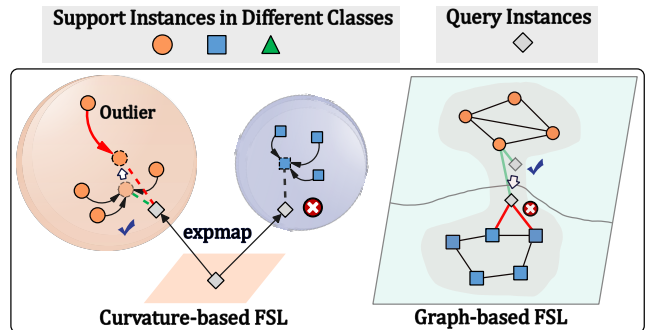 Support Instances in Different Classes
Query Instances
Outlier
expmap
Curvature-based FSL
Graph-based FSL